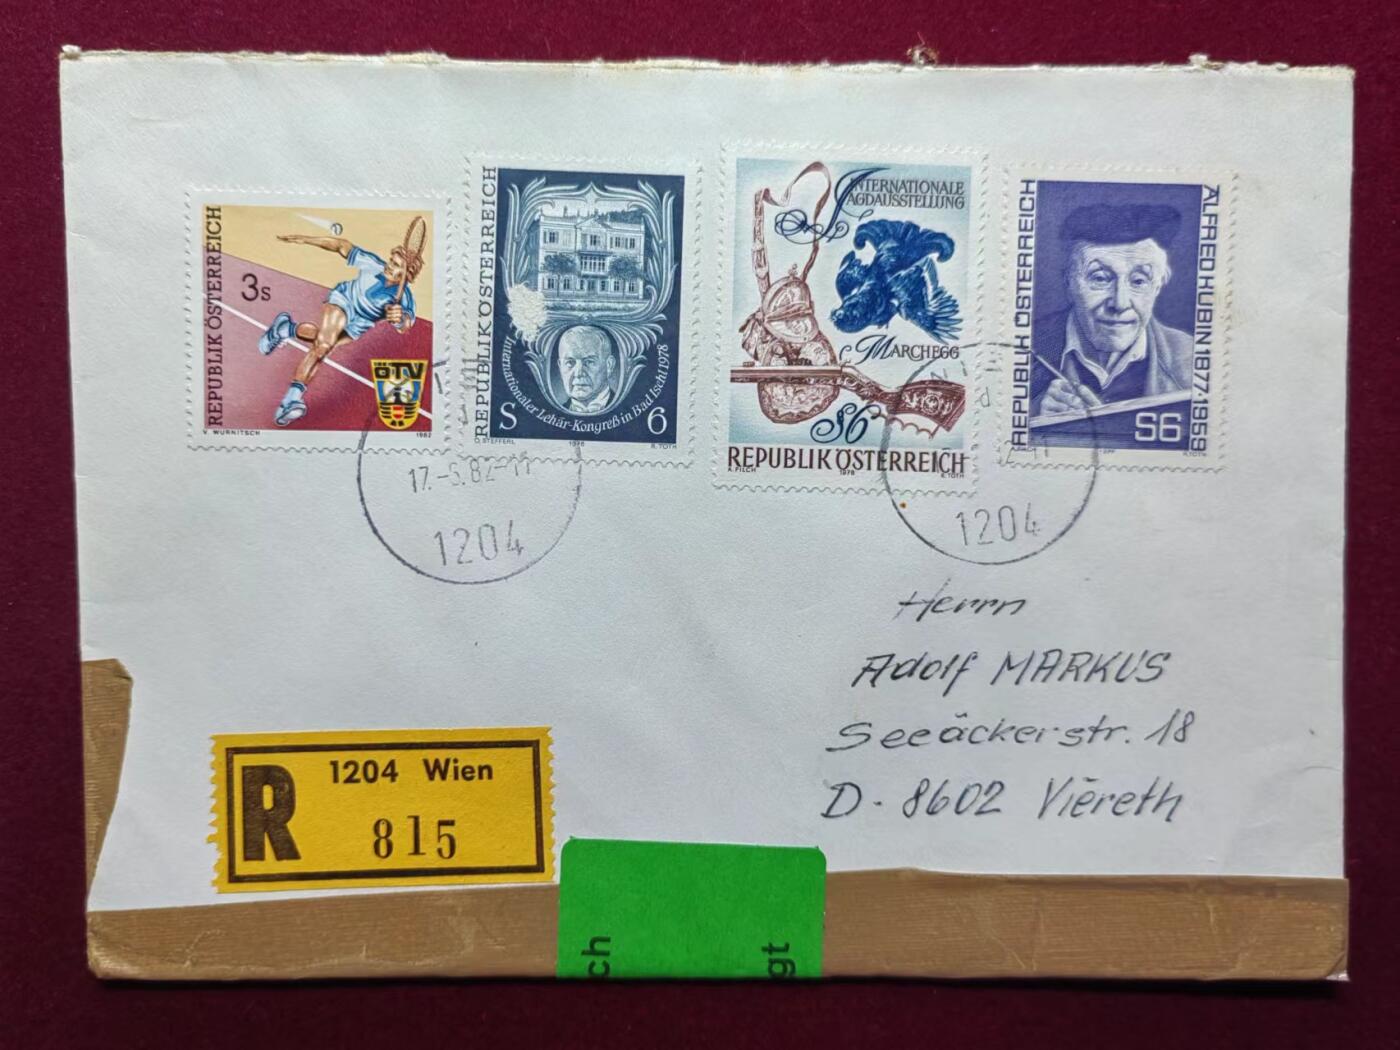 REPUBLIK ÖSTERREICH
3s
ÖTV
V. WURNITSCH
1982
REPUBLIK ÖSTERREICH
Internationaler Lehár-Kongreß in Bad Ischl 1978
S 6
O. STEFFERL 1978 R. TOTH
INTERNATIONALE
JAGDAUSSTELLUNG
MARCHEGG
S6
REPUBLIK ÖSTERREICH
A. PILCH 1978 R. TOTH
REPUBLIK ÖSTERREICH
ALFRED KUBIN 1877-1959
S6
R. TOTH
17.-5.82-11
1204
1204
Herrn
Adolf MARKUS
Seeäckerstr. 18
D-8602 Viereth
R
1204 Wien
815
ch
gt